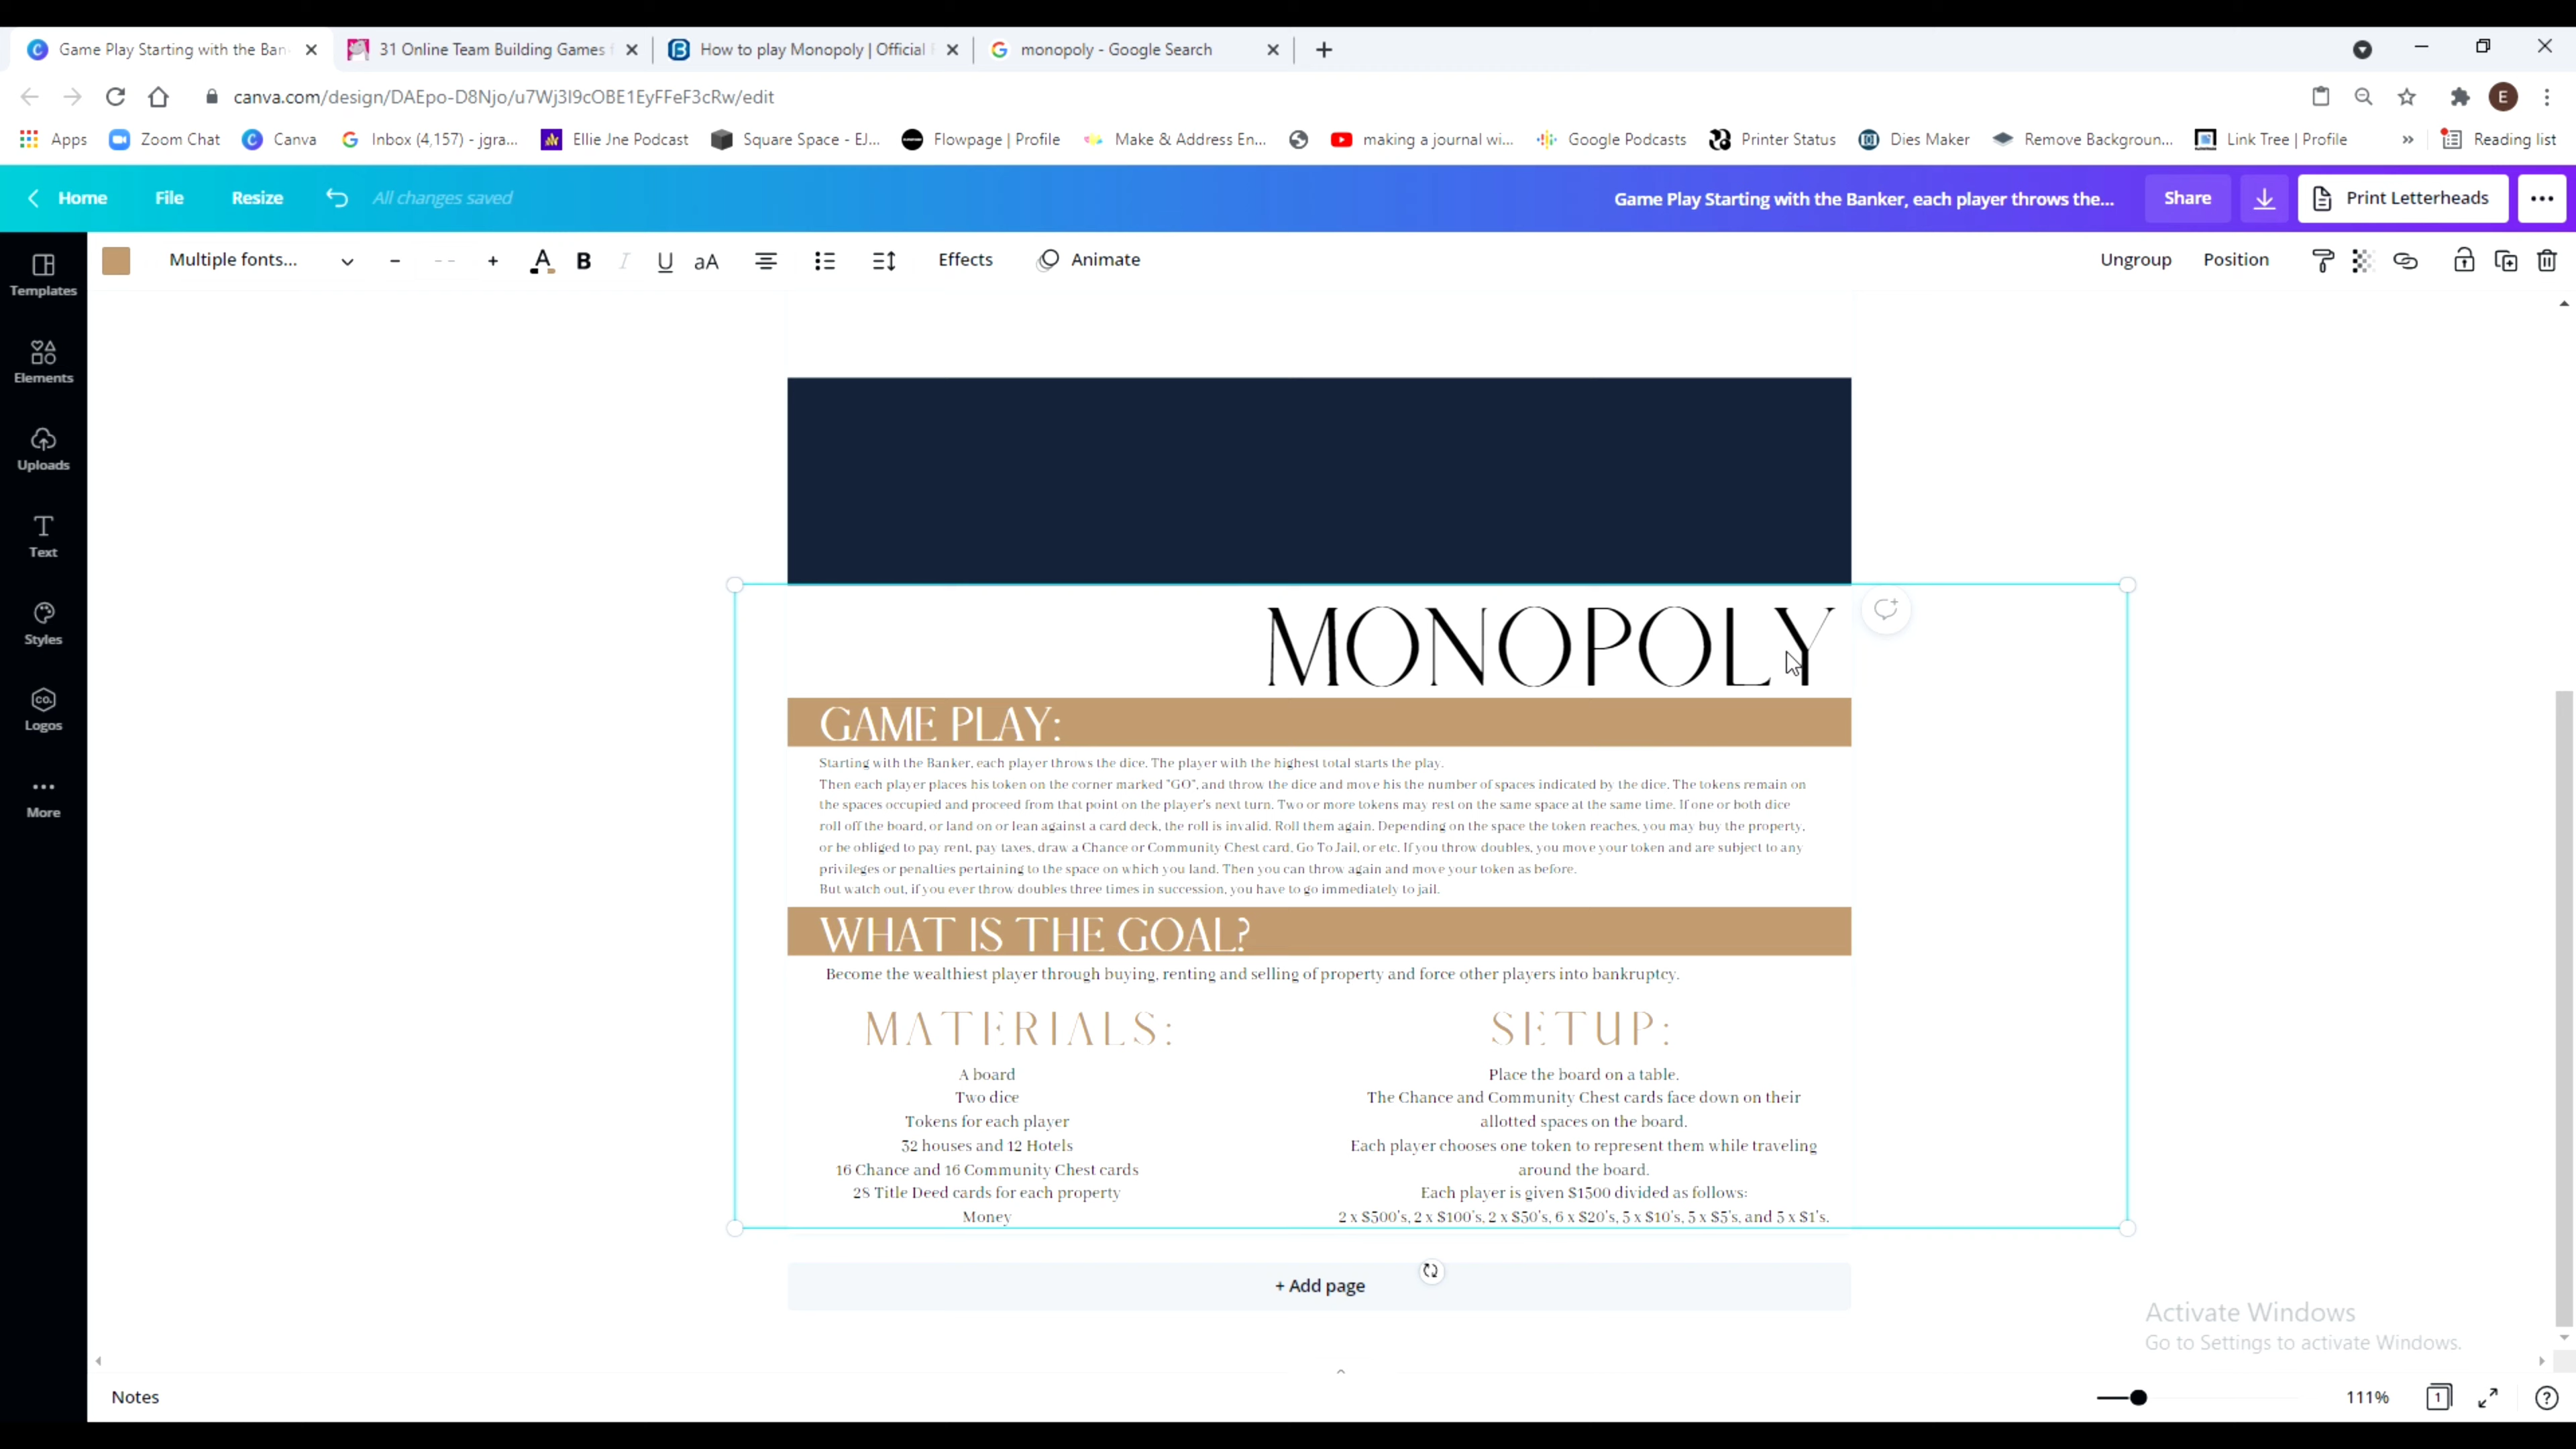 Game Play Starting with the Ban
31 Online Team Building Games f
How to play Monopoly | Official
monopoly - Google Search
canva.com/design/DAEpo-D8Njo/u7Wj3I9cOBE1EyFFeF3cRw/edit
E
Apps
Zoom Chat
Canva
Inbox (4,157) - jgra...
Ellie Jne Podcast
Square Space - EJ...
Flowpage | Profile
Make & Address En...
making a journal wi...
Google Podcasts
Printer Status
Dies Maker
Remove Backgroun...
Link Tree | Profile
»
Reading list
Home
File
Resize
All changes saved
Game Play Starting with the Banker, each player throws the...
Share
Print Letterheads
Multiple fonts...
- -- +
A B I U aA
Effects
Animate
Ungroup
Position
Templates
Elements
Uploads
Text
Styles
CO.
Logos
More
MONOPOLY
GAME PLAY:
Starting with the Banker, each player throws the dice. The player with the highest total starts the play.
Then each player places his token on the corner marked "GO", and throw the dice and move his the number of spaces indicated by the dice. The tokens remain on
the spaces occupied and proceed from that point on the player's next turn. Two or more tokens may rest on the same space at the same time. If one or both dice
roll off the board, or land on or lean against a card deck, the roll is invalid. Roll them again. Depending on the space the token reaches, you may buy the property,
or be obliged to pay rent, pay taxes, draw a Chance or Community Chest card, Go To Jail, or etc. If you throw doubles, you move your token and are subject to any
privileges or penalties pertaining to the space on which you land. Then you can throw again and move your token as before.
But watch out, if you ever throw doubles three times in succession, you have to go immediately to jail.
WHAT IS THE GOAL?
Become the wealthiest player through buying, renting and selling of property and force other players into bankruptcy.
MATERIALS:
A board
Two dice
Tokens for each player
32 houses and 12 Hotels
16 Chance and 16 Community Chest cards
28 Title Deed cards for each property
Money
SETUP:
Place the board on a table.
The Chance and Community Chest cards face down on their
allotted spaces on the board.
Each player chooses one token to represent them while traveling
around the board.
Each player is given $1500 divided as follows:
2 x $500's, 2 x $100's, 2 x $50's, 6 x $20's, 5 x $10's, 5 x $5's, and 5 x $1's.
+ Add page
Activate Windows
Go to Settings to activate Windows.
Notes
111%
1
?